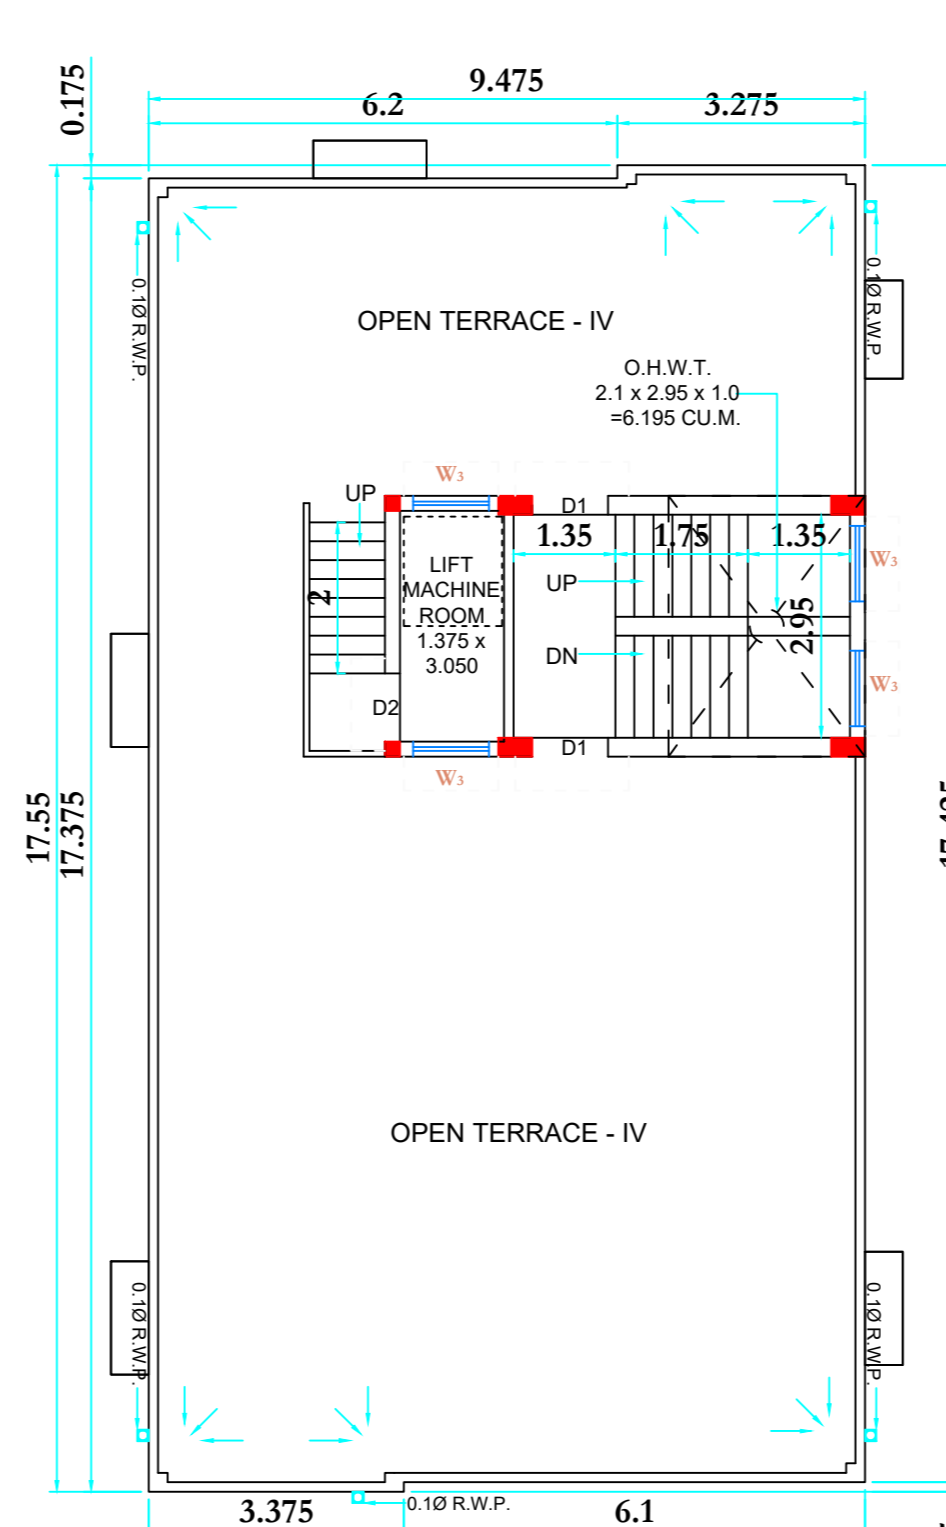 9.475
0.175
6.2
3.275
0.1Ø R.W.P.
0.1Ø R.W.P.
OPEN TERRACE - IV
O.H.W.T.
2.1 x 2.95 x 1.0
=6.195 CU.M.
W3
UP
D1
1.35
1.75
1.35
W3
LIFT
MACHINE
ROOM
1.375 x
3.050
UP
2
2.95
DN
W3
D2
D1
W3
17.55
17.375
OPEN TERRACE - IV
0.1Ø R.W.P.
0.1Ø R.W.P.
0.1Ø R.W.P.
3.375
6.1